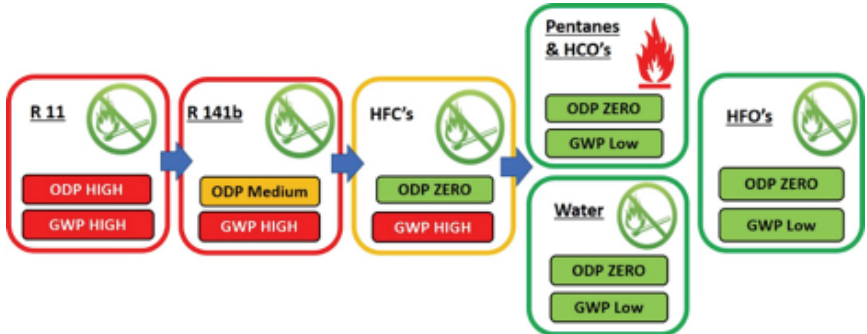 R 11
ODP HIGH
GWP HIGH
R 141b
ODP Medium
GWP HIGH
HFC's
ODP ZERO
GWP HIGH
Pentanes
& HCO's
ODP ZERO
GWP Low
Water
ODP ZERO
GWP Low
HFO's
ODP ZERO
GWP Low